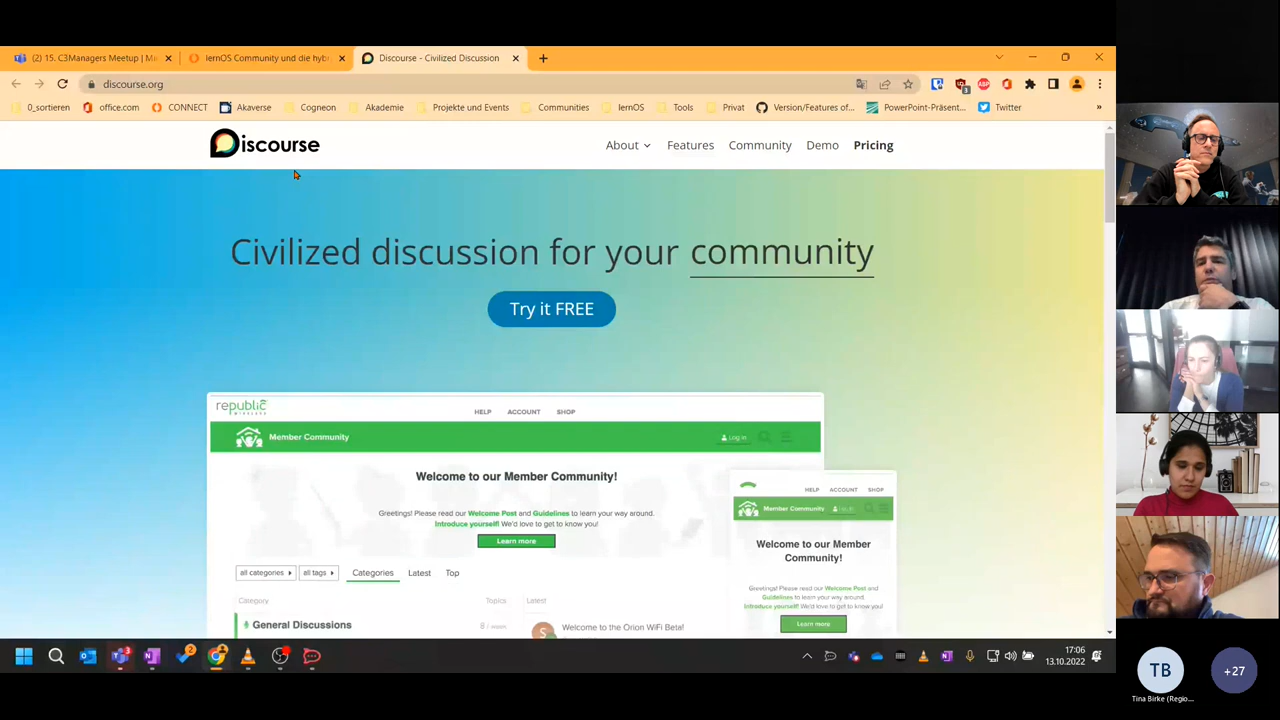 (2) 15. C3Managers Meetup | Mi
lernOS Community und die hyb
Discourse - Civilized Discussion
discourse.org
0_sortieren
office.com
CONNECT
Akaverse
Cogneon
Akademie
Projekte und Events
Communities
lernOS
Tools
Privat
Version/Features of...
PowerPoint-Präsent...
Twitter
»
Discourse
About
Features
Community
Demo
Pricing
Civilized discussion for your community
Try it FREE
republic
WIRELESS
HELP
ACCOUNT
SHOP
Member Community
Log in
Welcome to our Member Community!
Greetings! Please read our Welcome Post and Guidelines to learn your way around.
Introduce yourself! We'd love to get to know you!
Learn more
all categories
all tags
Categories
Latest
Top
Category
Topics
Latest
General Discussions
8 / week
S
Welcome to the Orion WiFi Beta!
HELP
ACCOUNT
SHOP
Member Community
Log In
Welcome to our Member
Community!
Greetings! Please read our Welcome Post and
Guidelines to learn your way around.
Introduce yourself! We'd love to get to know you!
Learn more
17:06
13.10.2022
TB
Tina Birke (Regio...
+27